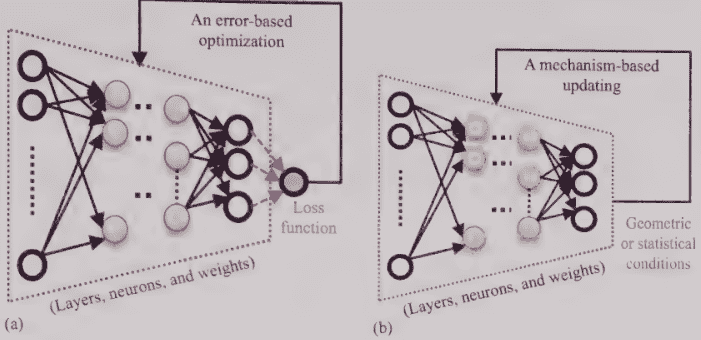 An error-based
optimization
Loss
function
(Layers, neurons, and weights)
(a)
A mechanism-based
updating
Geometric
or statistical
conditions
(Layers, neurons, and weights)
(b)